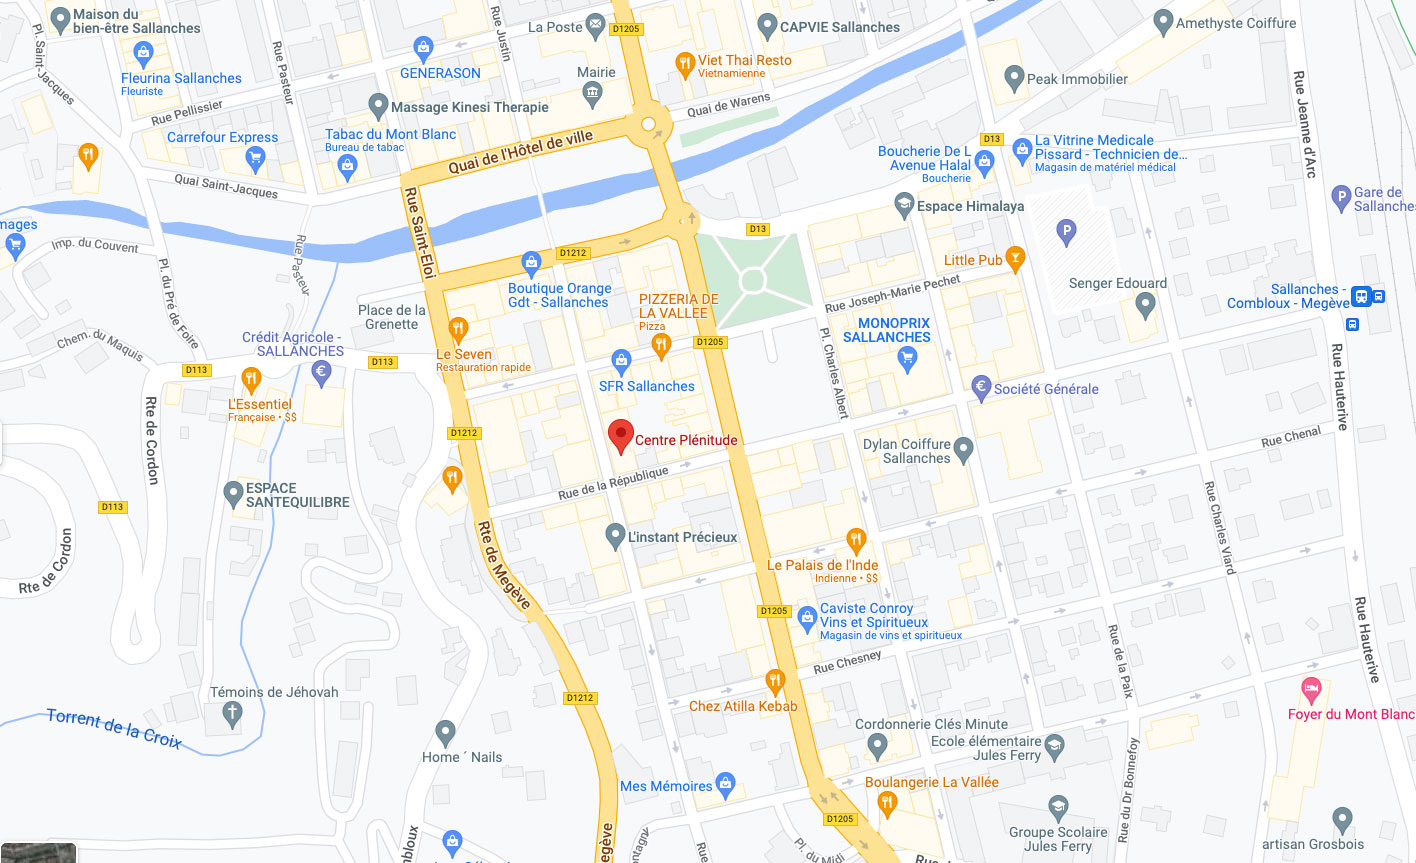 Maison du
bien-être Sallanches
La Poste
D1205
CAPVIE Sallanches
Amethyste Coiffure
Pl. Saint-Jacques
Rue Pasteur
Rue Justin
Fleurina Sallanches
Fleuriste
GENERASON
Viet Thai Resto
Vietnamienne
Mairie
Peak Immobilier
Rue Jeanne d'Arc
Rue Pellissier
Massage Kinesi Therapie
Quai de Warens
Carrefour Express
Tabac du Mont Blanc
Bureau de tabac
Quai de l'Hôtel de ville
D13
Boucherie De L
Avenue Halal
Boucherie
La Vitrine Medicale
Pissard - Technicien de...
Magasin de matériel médical
Quai Saint-Jacques
Rue Saint-Eloi
Espace Himalaya
Gare de
Sallanches
mages
Imp. du Couvent
Rue Pasteur
D13
D1212
Little Pub
Pl. du Pré de Foire
Boutique Orange
Gdt - Sallanches
Senger Edouard
Sallanches -
Combloux - Megève
Rue Joseph-Marie Pechet
Place de la
Grenette
PIZZERIA DE
LA VALLEE
Pizza
MONOPRIX
SALLANCHES
Chem. du Maquis
Crédit Agricole -
SALLANCHES
D1205
Pl. Charles Albert
Le Seven
Restauration rapide
D113
D113
SFR Sallanches
Société Générale
Rue Hauterive
L'Essentiel
Française • $$
Rte de Cordon
D1212
Centre Plénitude
Dylan Coiffure
Sallanches
Rue Chenal
Rue de la République
ESPACE
SANTEQUILIBRE
D113
Rte de Cordon
Rte de Megève
L'instant Précieux
Rue Charles Viard
Le Palais de l'Inde
Indienne • $$
D1205
Caviste Conroy
Vins et Spiritueux
Magasin de vins et spiritueux
Rue Hauterive
Rue de la Paix
Rue Chesney
Témoins de Jéhovah
D1212
Chez Atilla Kebab
Foyer du Mont Blanc
Torrent de la Croix
Cordonnerie Clés Minute
Ecole élémentaire
Jules Ferry
Home ´ Nails
Mes Mémoires
Boulangerie La Vallée
Rue du Dr Bonnefoy
D1205
Groupe Scolaire
Jules Ferry
artisan Grosbois
mbloux
egève
ontagny
Rue
Pl. du Midi